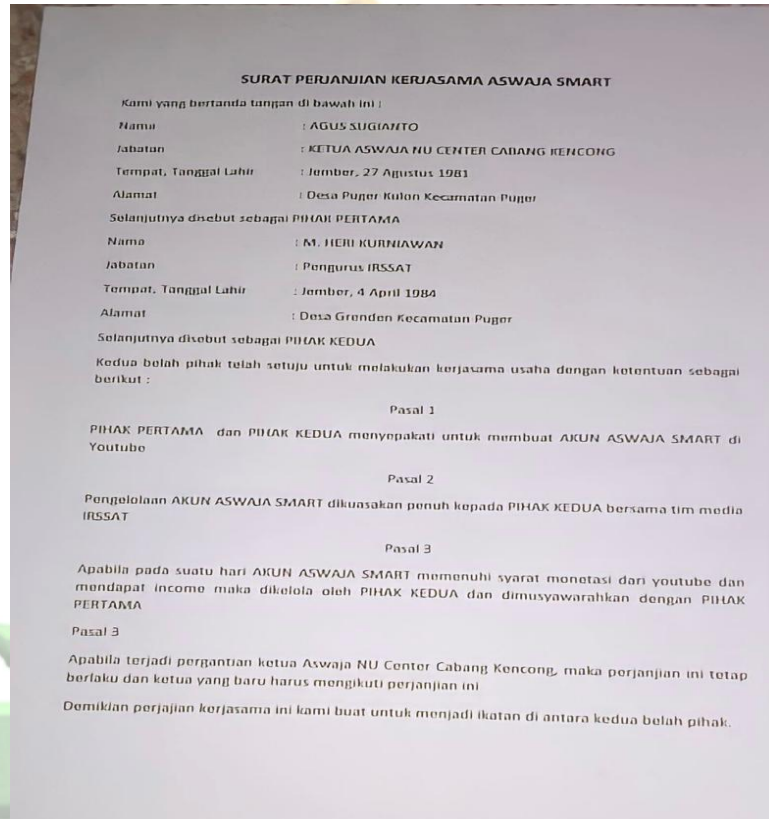 SURAT PERJANJIAN KERJASAMA ASWAJA SMART
Kami yang bertanda tangan di bawah ini :
Nama : AGUS SUGIANTO
Jabatan : KETUA ASWAJA NU CENTER CABANG KENCONG
Tempat, Tanggal Lahir : Jember, 27 Agustus 1981
Alamat : Desa Puger Kulon Kecamatan Puger
Selanjutnya disebut sebagai PIHAK PERTAMA
Nama : M. HERI KURNIAWAN
Jabatan : Pengurus IRSSAT
Tempat, Tanggal Lahir : Jember, 4 April 1984
Alamat : Desa Grenden Kecamatan Puger
Selanjutnya disebut sebagai PIHAK KEDUA
Kedua belah pihak telah setuju untuk melakukan kerjasama usaha dengan ketentuan sebagai
berikut :
Pasal 1
PIHAK PERTAMA dan PIHAK KEDUA menyepakati untuk membuat AKUN ASWAJA SMART di
Youtube
Pasal 2
Pengelolaan AKUN ASWAJA SMART dikuasakan penuh kepada PIHAK KEDUA bersama tim media
IRSSAT
Pasal 3
Apabila pada suatu hari AKUN ASWAJA SMART memenuhi syarat monetasi dari youtube dan
mendapat income maka dikelola oleh PIHAK KEDUA dan dimusyawarahkan dengan PIHAK
PERTAMA
Pasal 3
Apabila terjadi pergantian ketua Aswaja NU Center Cabang Kencong, maka perjanjian ini tetap
berlaku dan ketua yang baru harus mengikuti perjanjian ini
Demikian perjajian kerjasama ini kami buat untuk menjadi ikatan di antara kedua belah pihak.